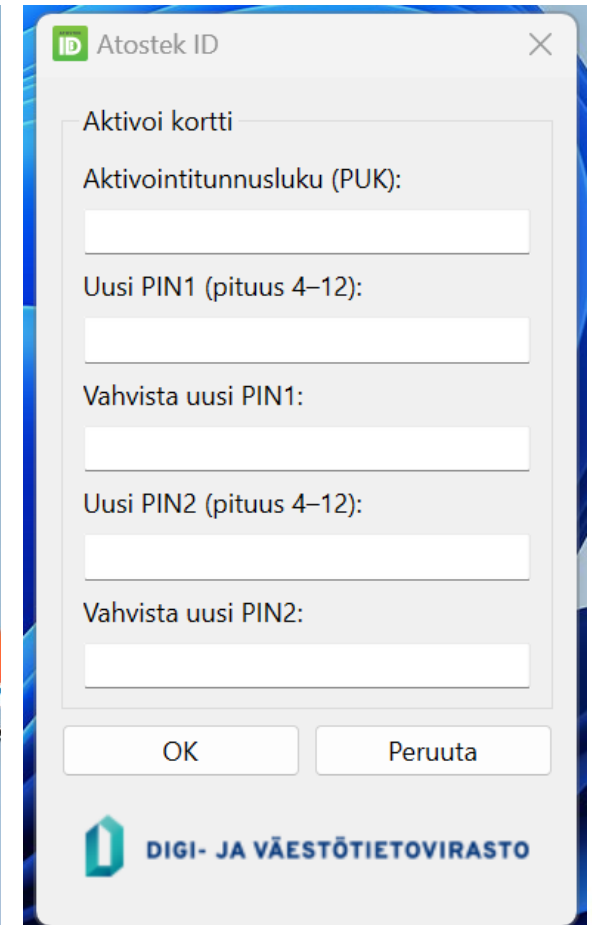 Atostek ID
Aktivoi kortti
Aktivointitunnusluku (PUK):
Uusi PIN1 (pituus 4–12):
Vahvista uusi PIN1:
Uusi PIN2 (pituus 4–12):
Vahvista uusi PIN2:
OK
Peruuta
DIGI- JA VÄESTÖTIETOVIRASTO